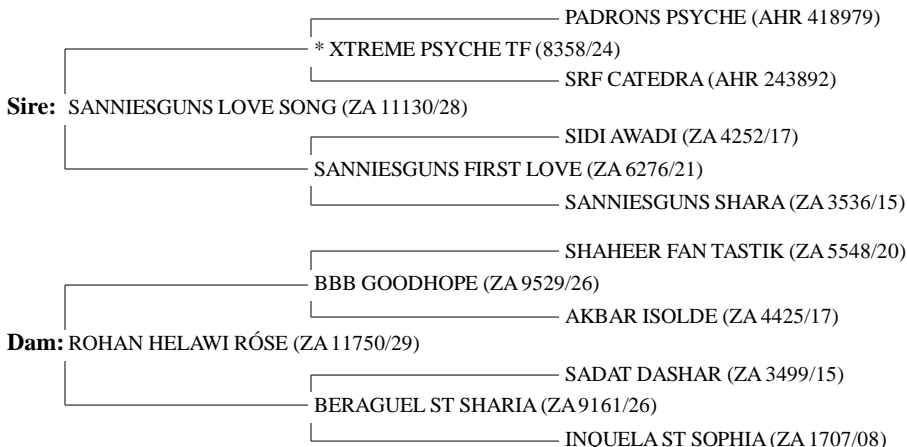 PADRONS PSYCHE (AHR 418979)
* XTREME PSYCHE TF (8358/24)
SRF CATEDRA (AHR 243892)
Sire: SANNIESGUNS LOVE SONG (ZA 11130/28)
SIDI AWADI (ZA 4252/17)
SANNIESGUNS FIRST LOVE (ZA 6276/21)
SANNIESGUNS SHARA (ZA 3536/15)
SHAHEER FAN TASTIK (ZA 5548/20)
BBB GOODHOPE (ZA 9529/26)
AKBAR ISOLDE (ZA 4425/17)
Dam: ROHAN HELAWI RÓSE (ZA 11750/29)
SADAT DASHAR (ZA 3499/15)
BERAGUEL ST SHARIA (ZA 9161/26)
INQUELA ST SOPHIA (ZA 1707/08)